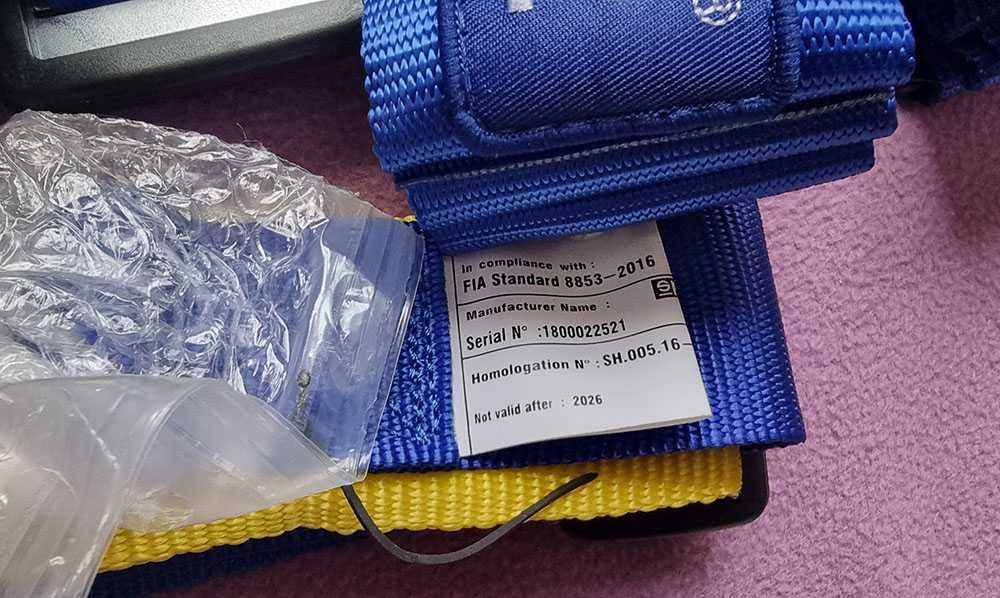 In compliance with :
FIA Standard 8853–2016
Manufacturer Name :
Serial N° :1800022521
Homologation N° : SH.005.16–
Not valid after : 2026